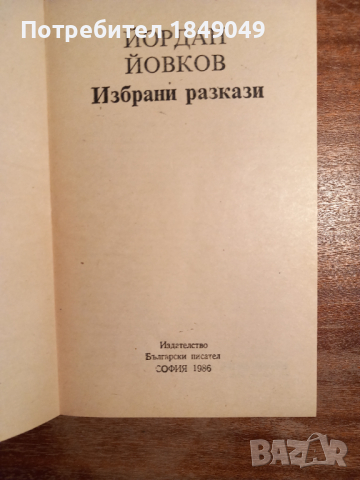 Потребител 1849049
ЙОРДАН
ЙОВКОВ
Избрани разкази
Издателство
Български писател
СОФИЯ 1986
BAZAR